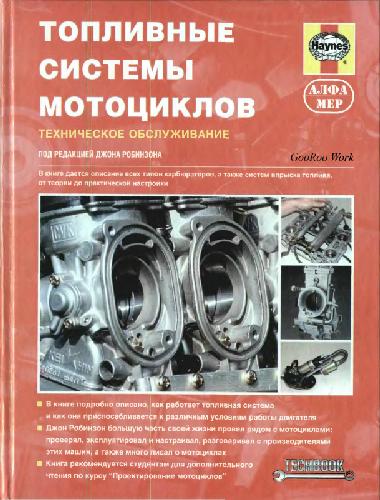 ТОПЛИВНЫЕ
СИСТЕМЫ
МОТОЦИКЛОВ
ТЕХНИЧЕСКОЕ ОБСЛУЖИВАНИЕ
ПОД РЕДАКЦИЕЙ ДЖОНА РОБИНЗОНА
Haynes
АЛФА
МЕР
GooRoo Work
В книге дается описание всех типов карбюраторов, а также систем впрыска топлива,
от теории до практической настройки
В книге подробно описано, как работает топливная система
и как она приспосабливается к различным условиям работы двигателя
Джон Робинзон большую часть своей жизни провел рядом с мотоциклами:
проверял, эксплуатировал и настраивал, разговаривал с производителями
этих машин, а также много писал о мотоциклах
Книга рекомендуется студентам для дополнительного
чтения по курсу "Проектирование мотоциклов"
TECHBOOK